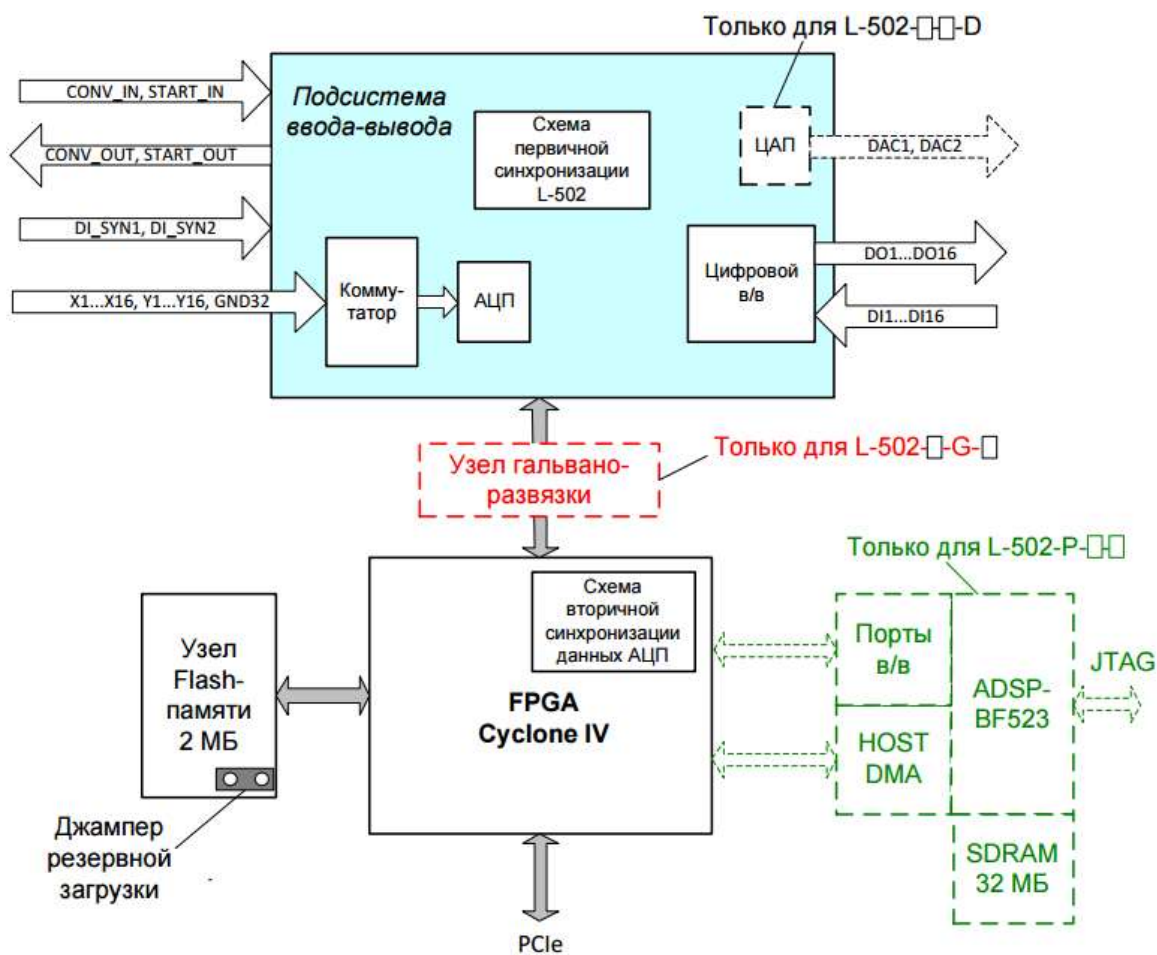 Только для L-502-□-□-D
CONV_IN, START_IN
Подсистема
ввода-вывода
CONV_OUT, START_OUT
Схема
первичной
синхронизации
L-502
ЦАП
DAC1, DAC2
DI_SYN1, DI_SYN2
X1...X16, Y1...Y16, GND32
Комму-
татор
АЦП
Цифровой
в/в
DO1...DO16
DI1...DI16
Узел гальвано-
развязки
Только для L-502-□-G-□
Только для L-502-P-□-□
Узел
Flash-
памяти
2 МБ
Джампер
резервной
загрузки
Схема
вторичной
синхронизации
данных АЦП
FPGA
Cyclone IV
Порты
в/в
HOST
DMA
ADSP-
BF523
JTAG
SDRAM
32 МБ
PCIe